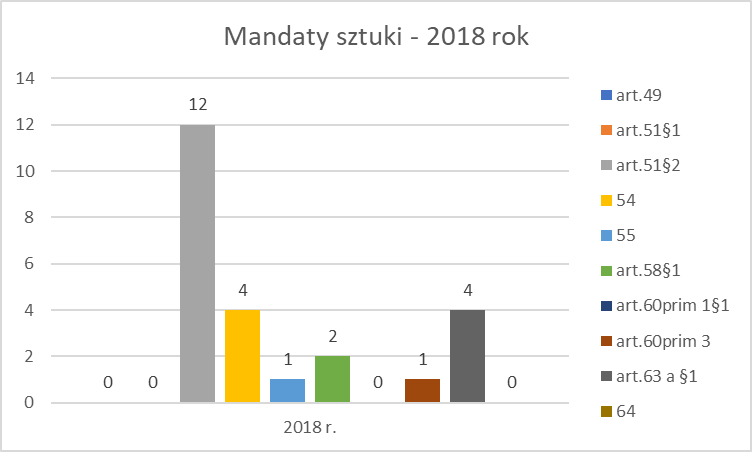 Mandaty sztuki - 2018 rok
14
12
10
8
6
4
2
0
0
0
12
4
1
2
0
1
4
0
2018 r.
art.49
art.51§1
art.51§2
54
55
art.58§1
art.60prim 1§1
art.60prim 3
art.63 a §1
64